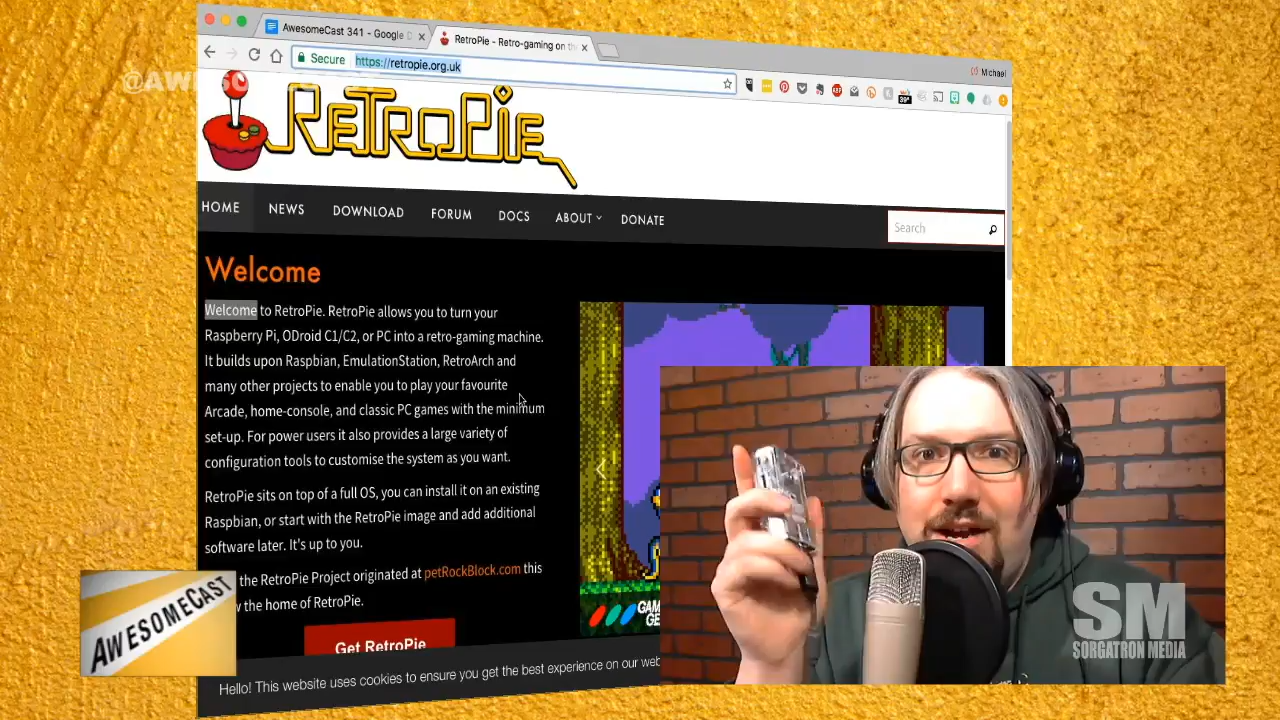 AwesomeCast 341 - Google D
RetroPie - Retro-gaming on th
Michael
Secure
https://retropie.org.uk
39°
ABP
RETROPIE
HOME
NEWS
DOWNLOAD
FORUM
DOCS
ABOUT
DONATE
Search
Welcome
Welcome to RetroPie. RetroPie allows you to turn your
Raspberry Pi, ODroid C1/C2, or PC into a retro-gaming machine.
It builds upon Raspbian, EmulationStation, RetroArch and
many other projects to enable you to play your favourite
Arcade, home-console, and classic PC games with the minimum
set-up. For power users it also provides a large variety of
configuration tools to customise the system as you want.
RetroPie sits on top of a full OS, you can install it on an existing
Raspbian, or start with the RetroPie image and add additional
software later. It's up to you.
the RetroPie Project originated at petRockBlock.com this
w the home of RetroPie.
Get RetroPie
Hello! This website uses cookies to ensure you get the best experience on our web
GAM
GE
AWESOMECAST
SM
SORGATRON MEDIA